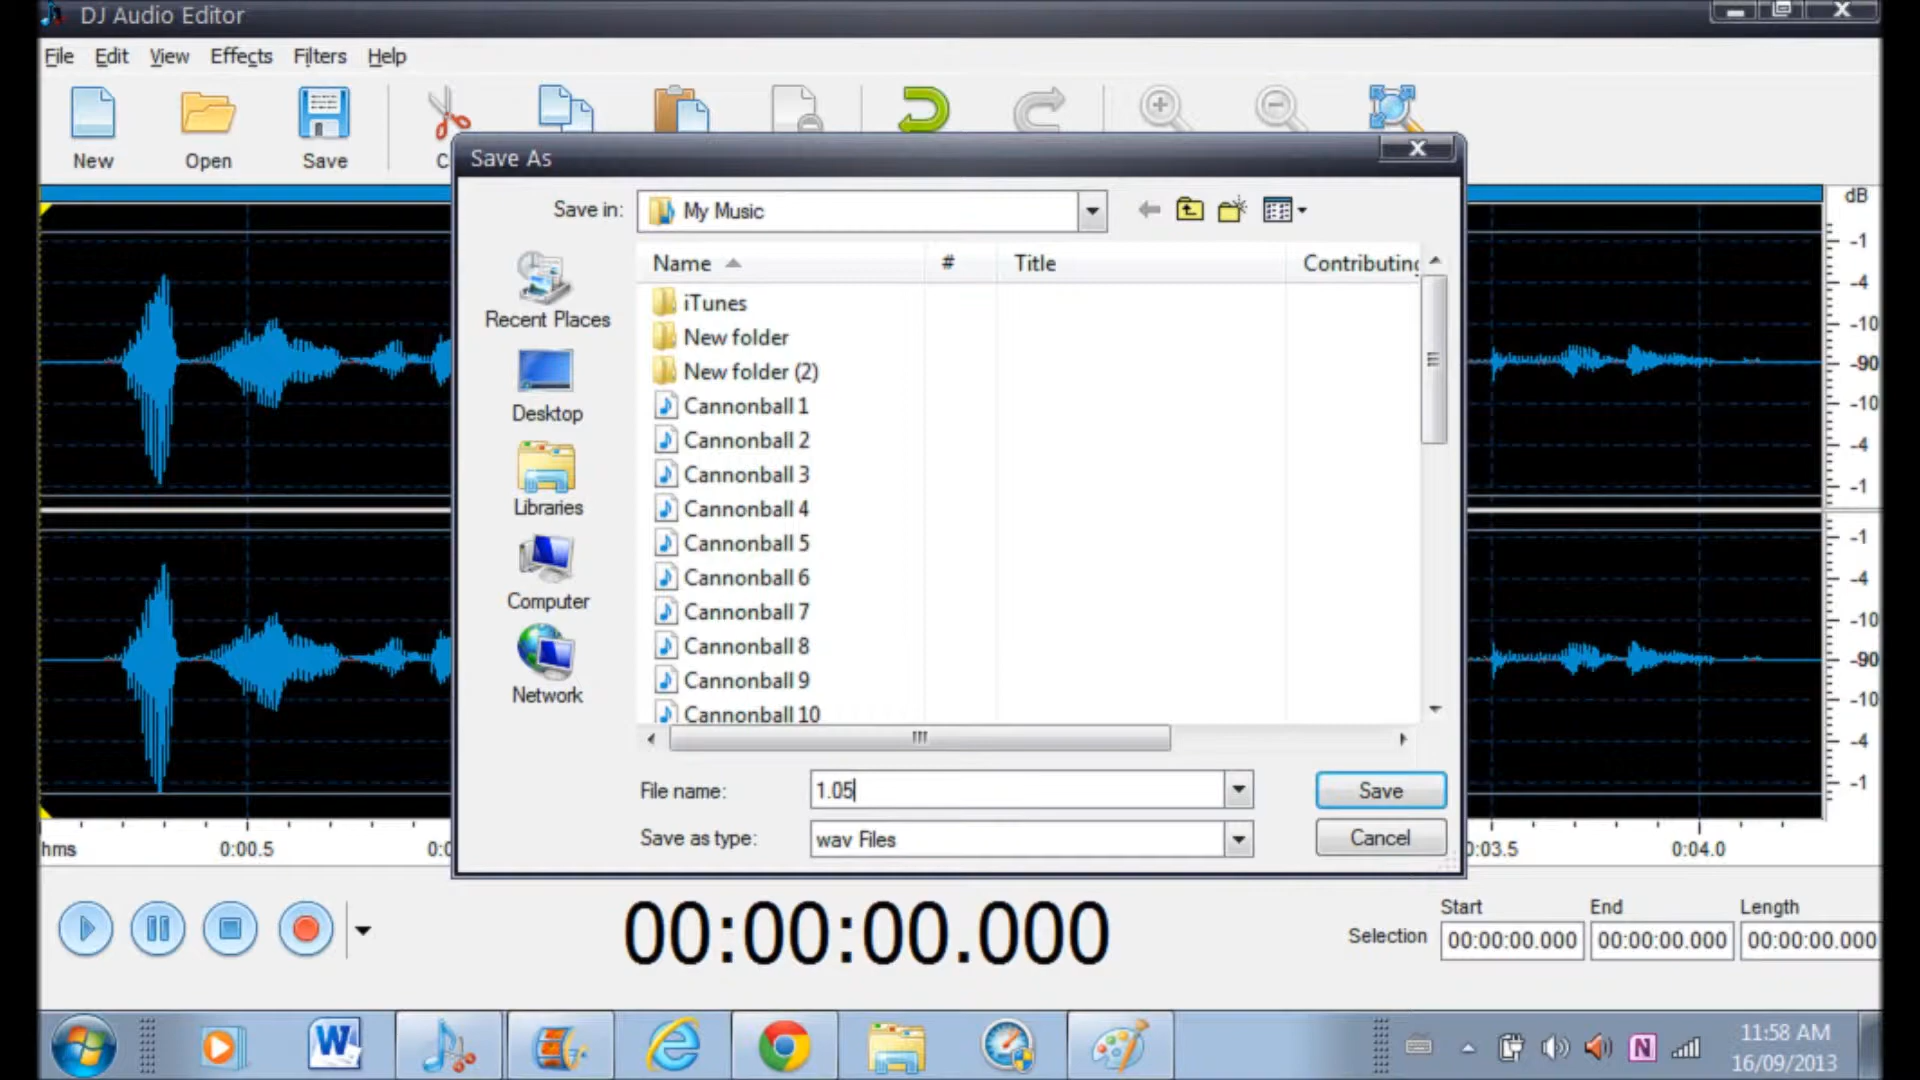 DJ Audio Editor
File Edit View Effects Filters Help
New Open Save
Save As
Save in: My Music
Name # Title Contributing
Recent Places
Desktop
Libraries
Computer
Network
iTunes
New folder
New folder (2)
Cannonball 1
Cannonball 2
Cannonball 3
Cannonball 4
Cannonball 5
Cannonball 6
Cannonball 7
Cannonball 8
Cannonball 9
Cannonball 10
File name: 1.05 Save
Save as type: wav Files Cancel
dB
-1
-4
-10
-90
-10
-4
-1
-1
-4
-10
-90
-10
-4
-1
hms 0:00.5 0:03.5 0:04.0
00:00:00.000
Start End Length
Selection 00:00:00.000 00:00:00.000 00:00:00.000
11:58 AM
16/09/2013